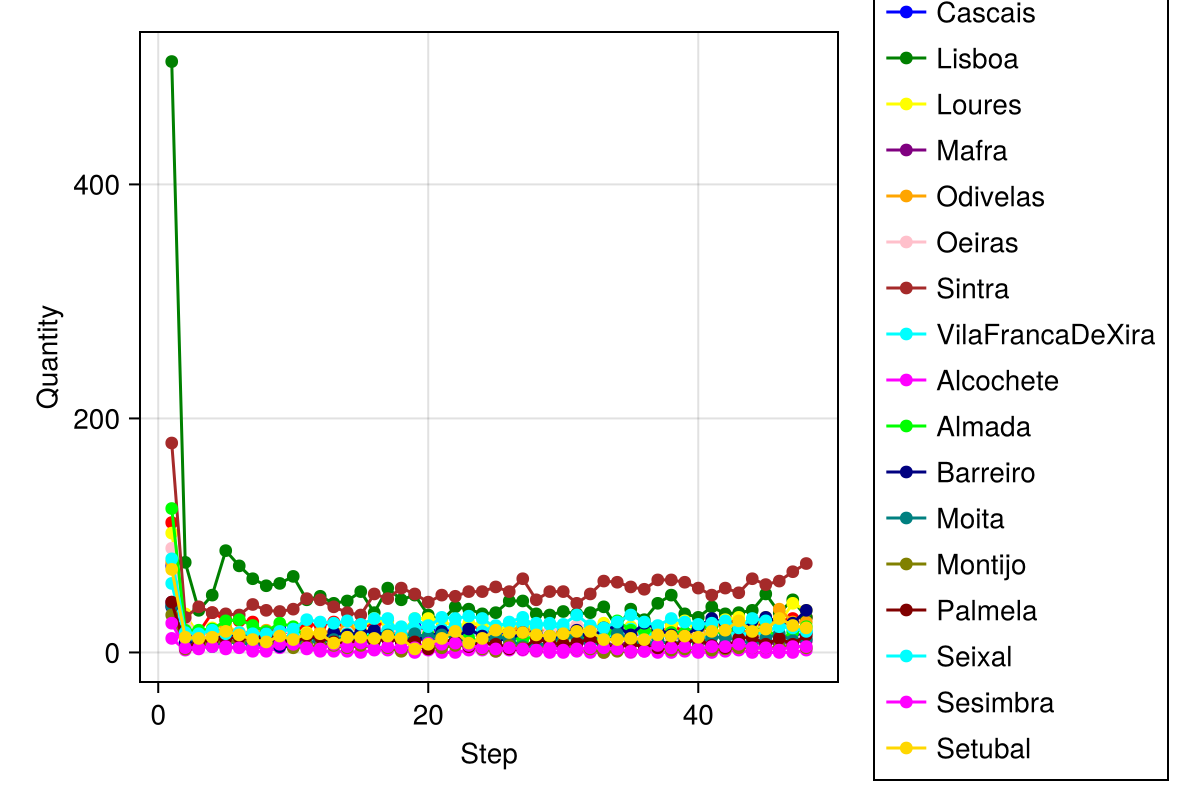 400
200
0
0
20
40
Quantity
Step
Cascais
Lisboa
Loures
Mafra
Odivelas
Oeiras
Sintra
VilaFrancaDeXira
Alcochete
Almada
Barreiro
Moita
Montijo
Palmela
Seixal
Sesimbra
Setubal